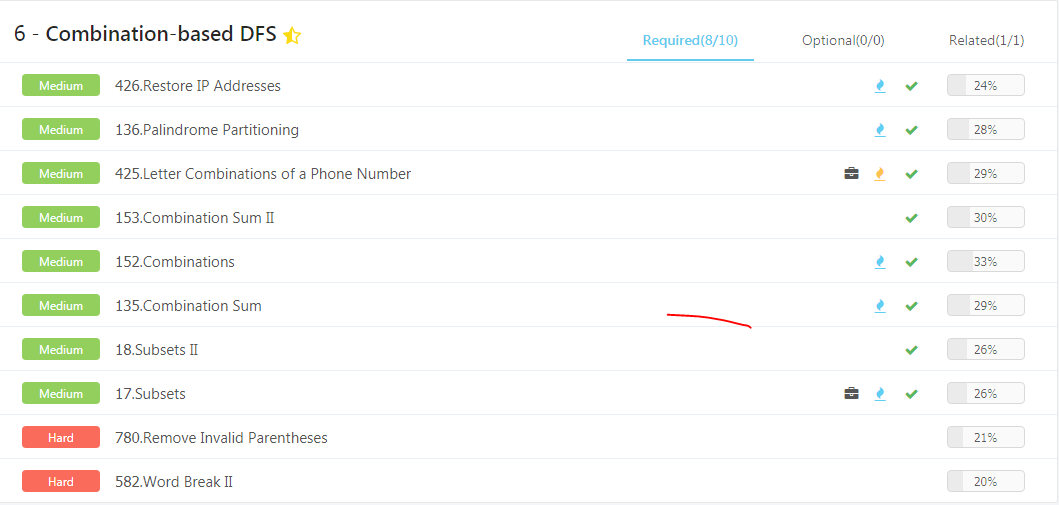 6 - Combination-based DFS
Required(8/10) Optional(0/0) Related(1/1)
Medium 426.Restore IP Addresses 24%
Medium 136.Palindrome Partitioning 28%
Medium 425.Letter Combinations of a Phone Number 29%
Medium 153.Combination Sum II 30%
Medium 152.Combinations 33%
Medium 135.Combination Sum 29%
Medium 18.Subsets II 26%
Medium 17.Subsets 26%
Hard 780.Remove Invalid Parentheses 21%
Hard 582.Word Break II 20%